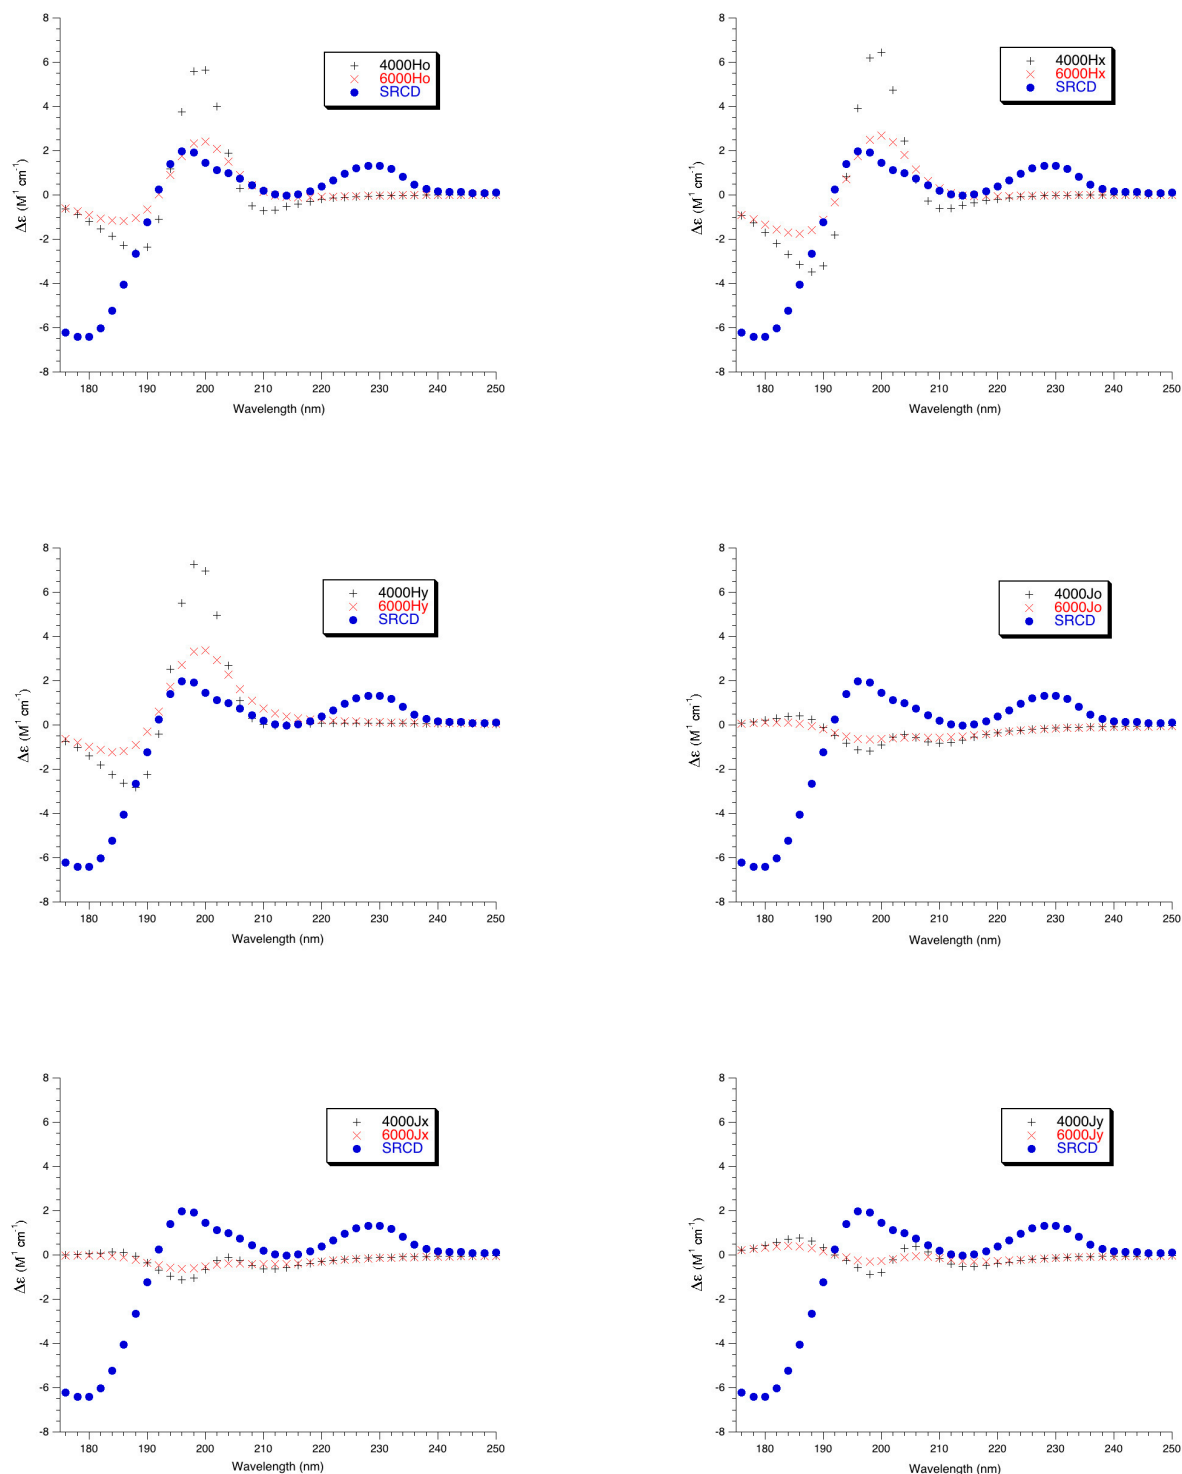 8
6
4
2
0
-2
-4
-6
-8
Δε (M⁻¹ cm⁻¹)
4000Ho
6000Ho
SRCD
180 190 200 210 220 230 240 250
Wavelength (nm)
8
6
4
2
0
-2
-4
-6
-8
Δε (M⁻¹ cm⁻¹)
4000Hx
6000Hx
SRCD
180 190 200 210 220 230 240 250
Wavelength (nm)
8
6
4
2
0
-2
-4
-6
-8
Δε (M⁻¹ cm⁻¹)
4000Hy
6000Hy
SRCD
180 190 200 210 220 230 240 250
Wavelength (nm)
8
6
4
2
0
-2
-4
-6
-8
Δε (M⁻¹ cm⁻¹)
4000Jo
6000Jo
SRCD
180 190 200 210 220 230 240 250
Wavelength (nm)
8
6
4
2
0
-2
-4
-6
-8
Δε (M⁻¹ cm⁻¹)
4000Jx
6000Jx
SRCD
180 190 200 210 220 230 240 250
Wavelength (nm)
8
6
4
2
0
-2
-4
-6
-8
Δε (M⁻¹ cm⁻¹)
4000Jy
6000Jy
SRCD
180 190 200 210 220 230 240 250
Wavelength (nm)